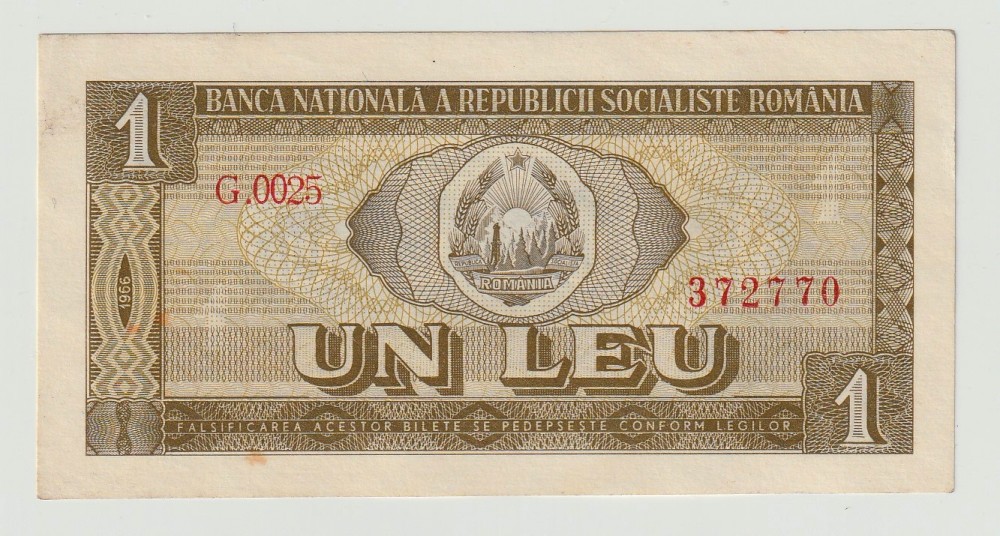 1
BANCA NAȚIONALĂ A REPUBLICII SOCIALISTE ROMÂNIA
G.0025
1966
ROMÂNIA
372770
UN LEU
1
FALSIFICAREA ACESTOR BILETE SE PEDEPSEȘTE CONFORM LEGILOR